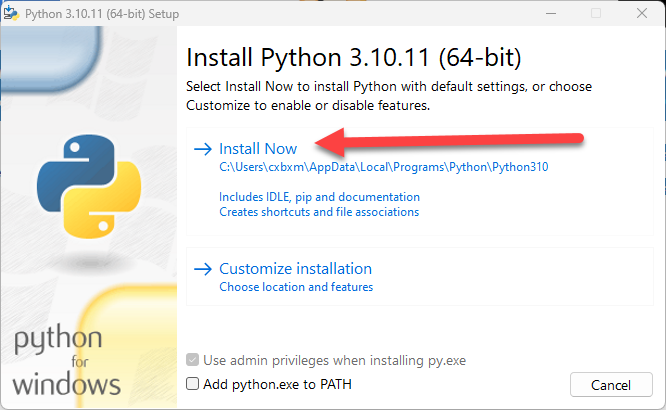 Python 3.10.11 (64-bit) Setup
Install Python 3.10.11 (64-bit)
Select Install Now to install Python with default settings, or choose
Customize to enable or disable features.
Install Now
C:\Users\cxbxm\AppData\Local\Programs\Python\Python310
Includes IDLE, pip and documentation
Creates shortcuts and file associations
Customize installation
Choose location and features
python
for
windows
Use admin privileges when installing py.exe
Add python.exe to PATH
Cancel